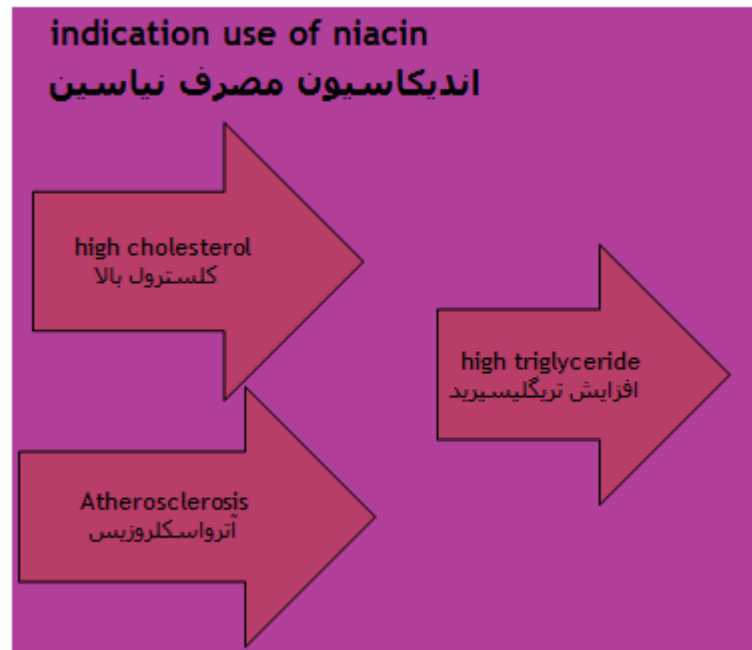 indication use of niacin
اندیکاسیون مصرف نیاسین
high cholesterol
کلسترول بالا
high triglyceride
افزایش تریگلیسیرید
Atherosclerosis
آترواسکلروزیس